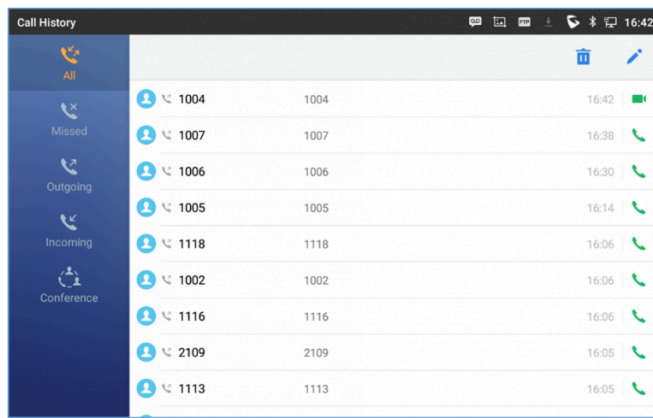 Call History 16:42
All
Missed
Outgoing
Incoming
Conference
1004 1004 16:42
1007 1007 16:38
1006 1006 16:30
1005 1005 16:14
1118 1118 16:06
1002 1002 16:06
1116 1116 16:06
2109 2109 16:05
1113 1113 16:05